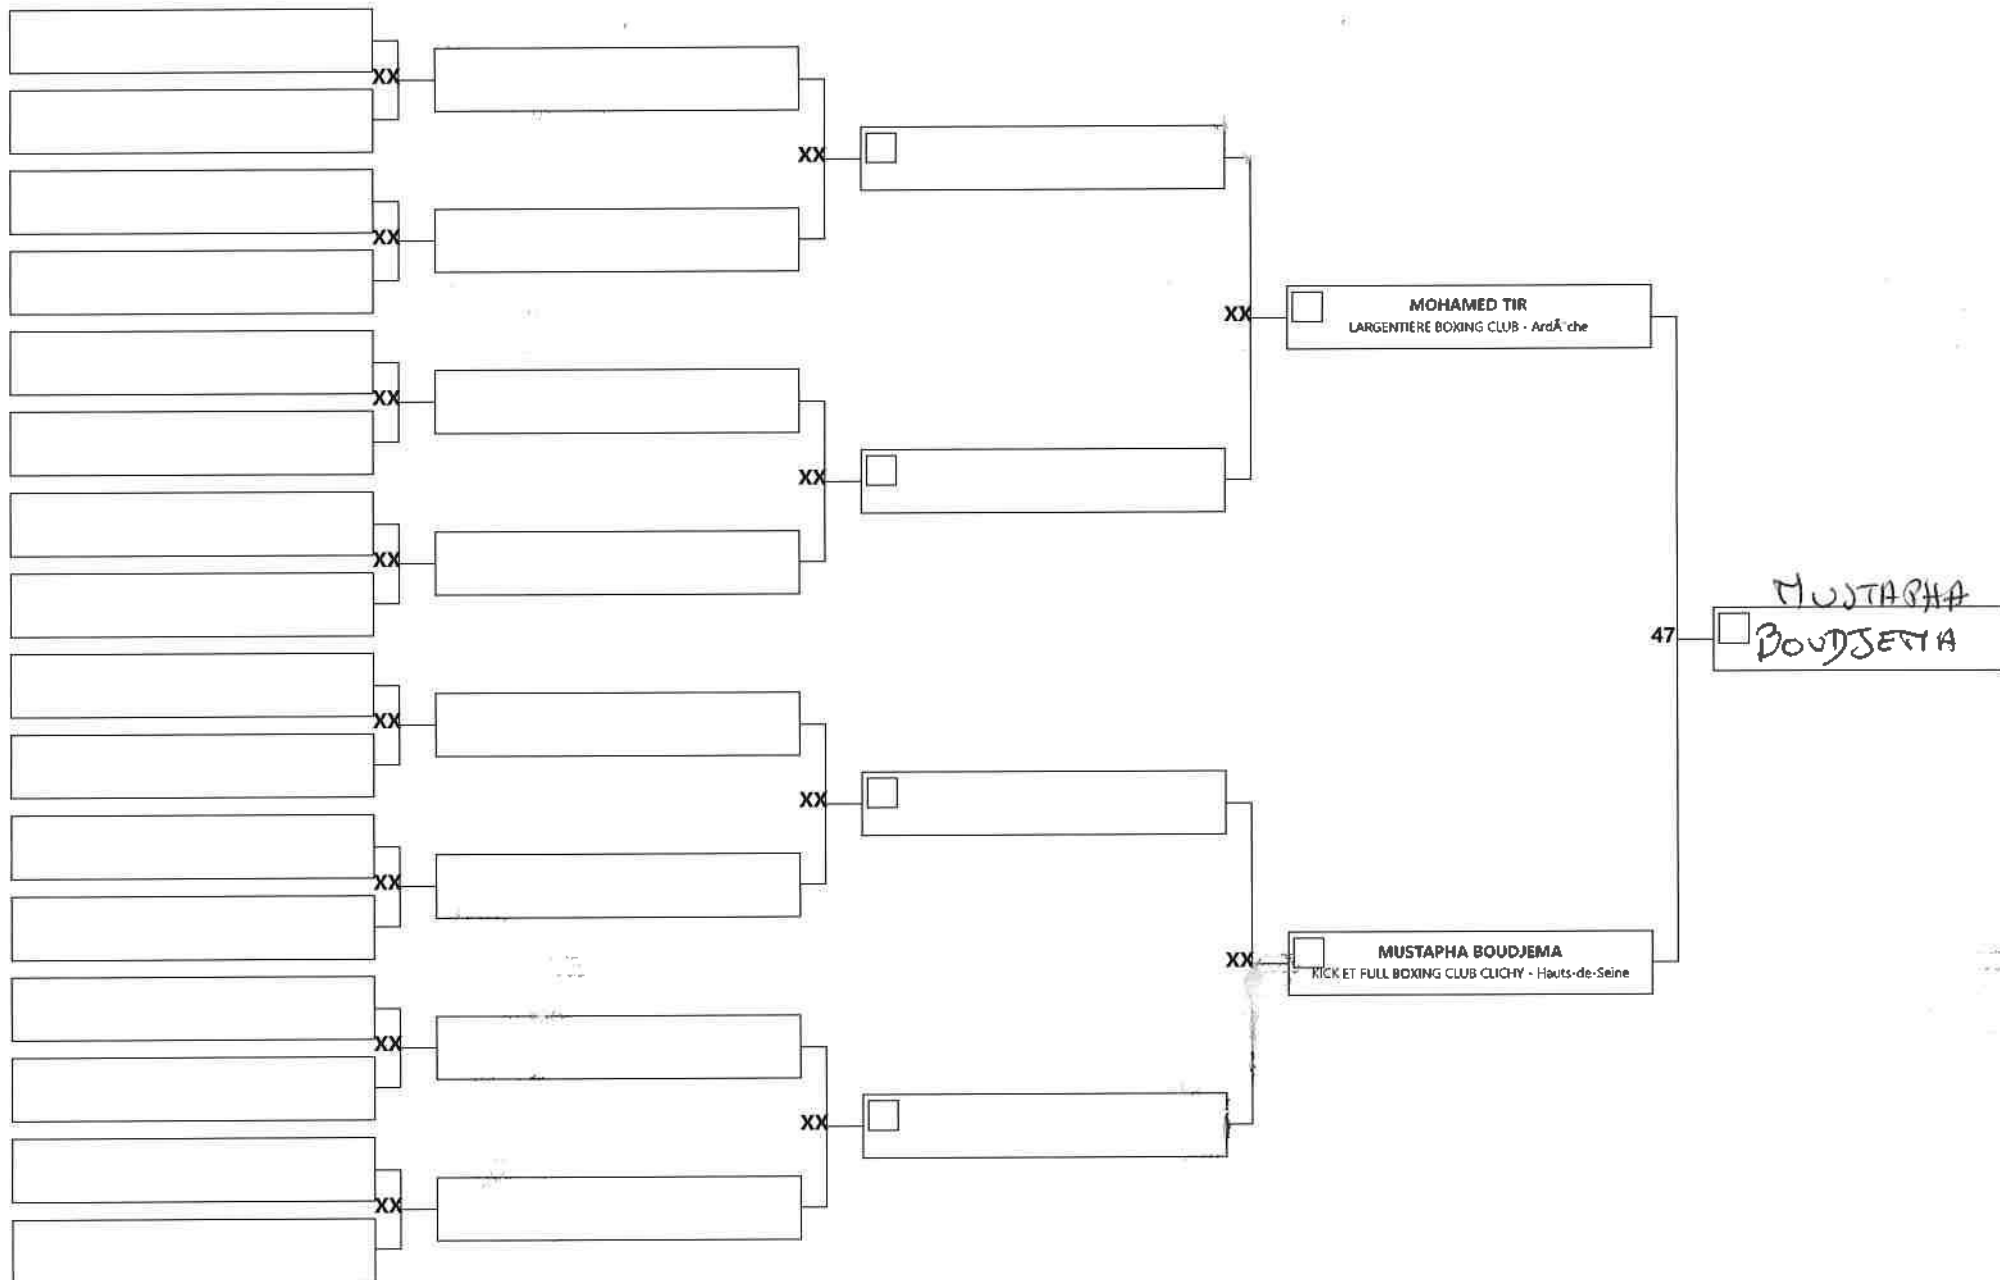 XX
XX
XX
XX
XX
XX
XX
XX
XX
XX
XX
XX
XX
MOHAMED TIR
LARGENTIERE BOXING CLUB - ArdÃ¨che
XX
MUSTAPHA BOUDJEMA
KICK ET FULL BOXING CLUB CLICHY - Hauts-de-Seine
47
MUSTAPHA
BOUDJEMA